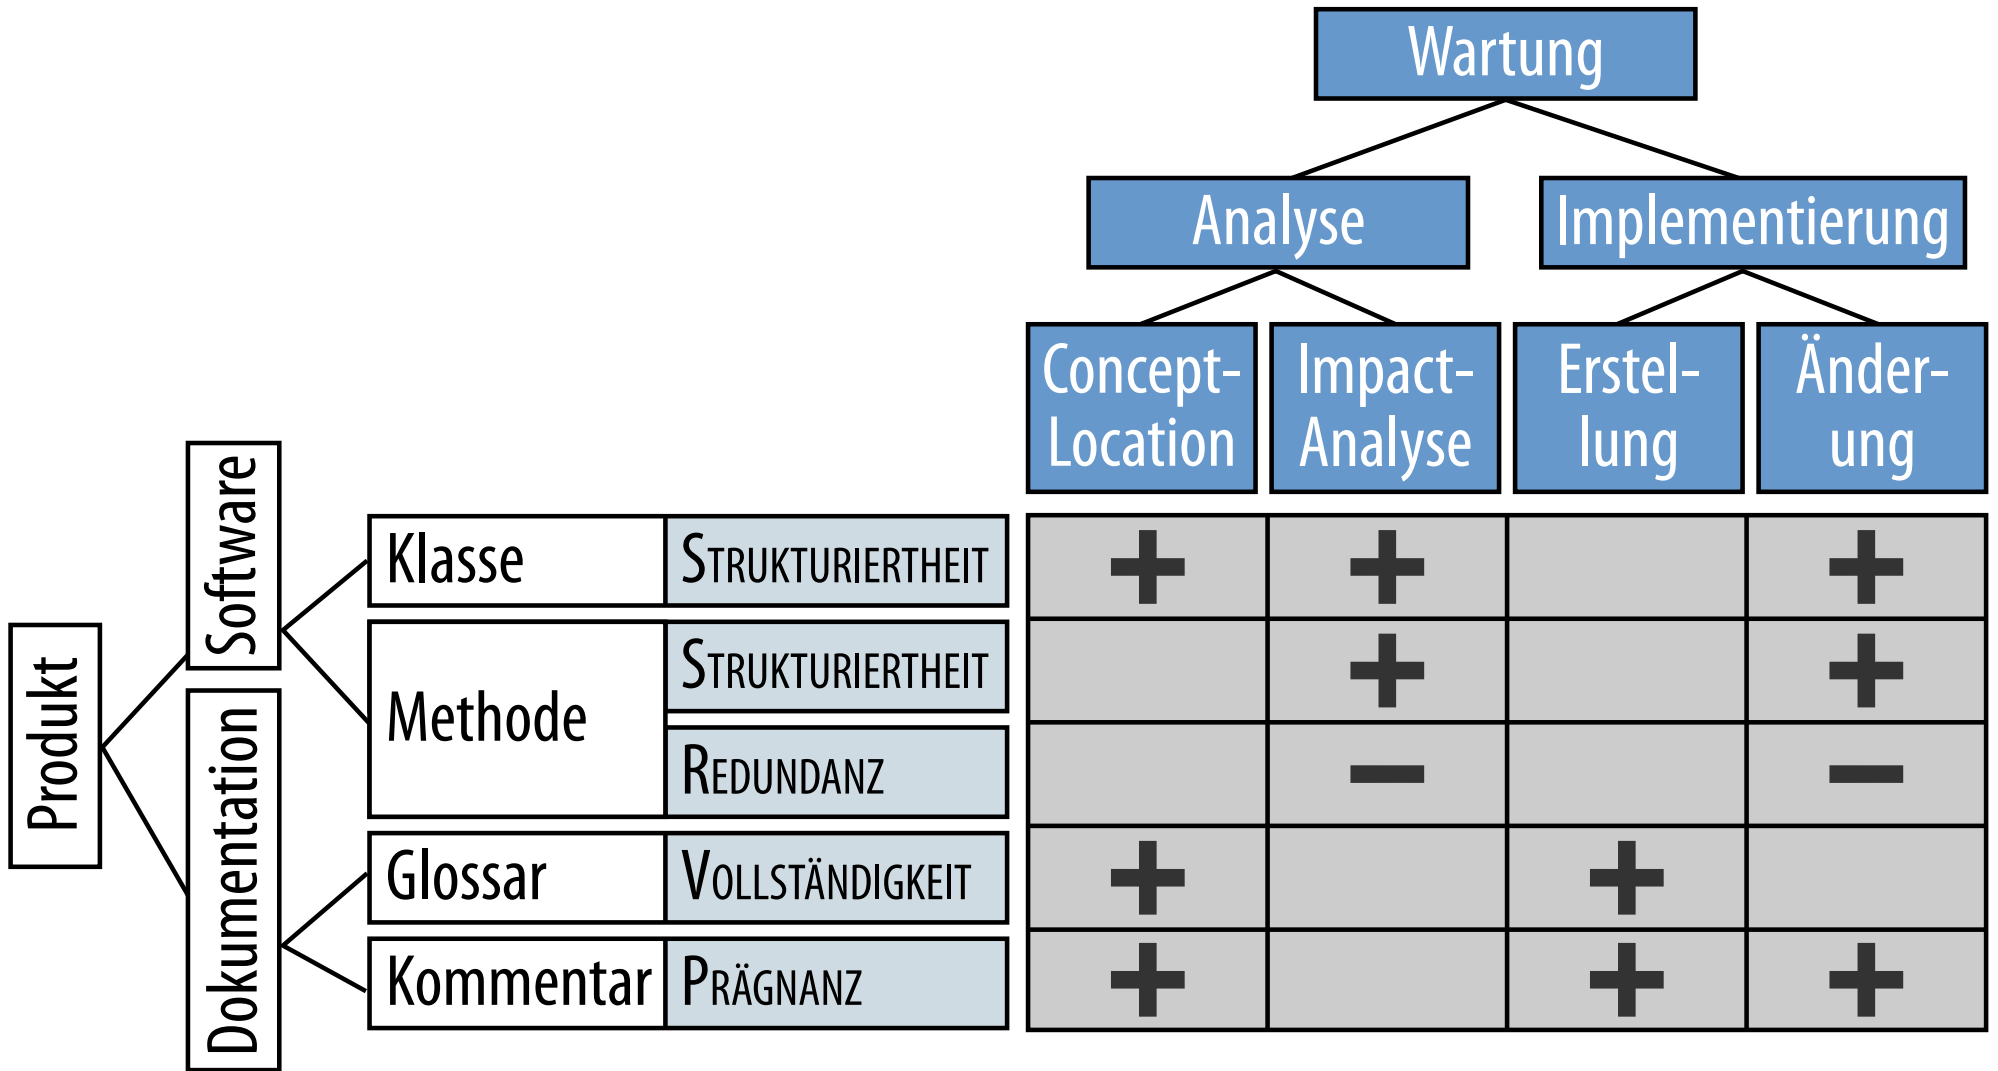 Wartung
Analyse
Implementierung
Concept-
Location
Impact-
Analyse
Erstel-
lung
Änder-
ung
Produkt
Software
Dokumentation
Klasse
STRUKTURIERTHEIT
+ + +
Methode
STRUKTURIERTHEIT
+ +
REDUNDANZ
– –
Glossar
VOLLSTÄNDIGKEIT
+ +
Kommentar
PRÄGNANZ
+ + +